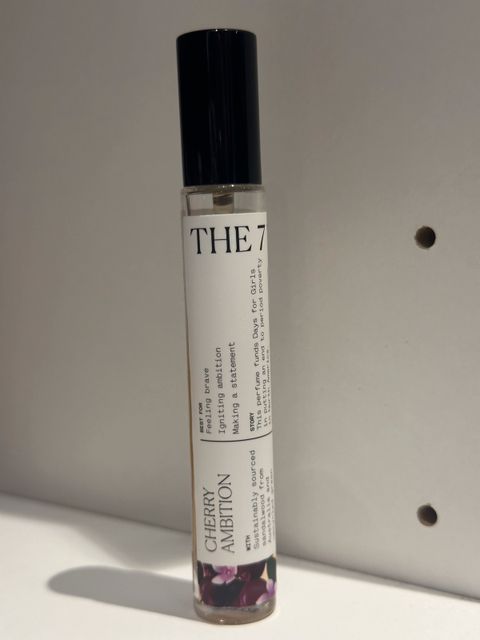 THE 7
BEST FOR
Feeling brave
Igniting ambition
Making a statement
STORY
This perfume funds Days for Girls
in putting an end to period poverty
CHERRY
AMBITION
WITH
Sustainably sourced
sandalwood from
Australia and